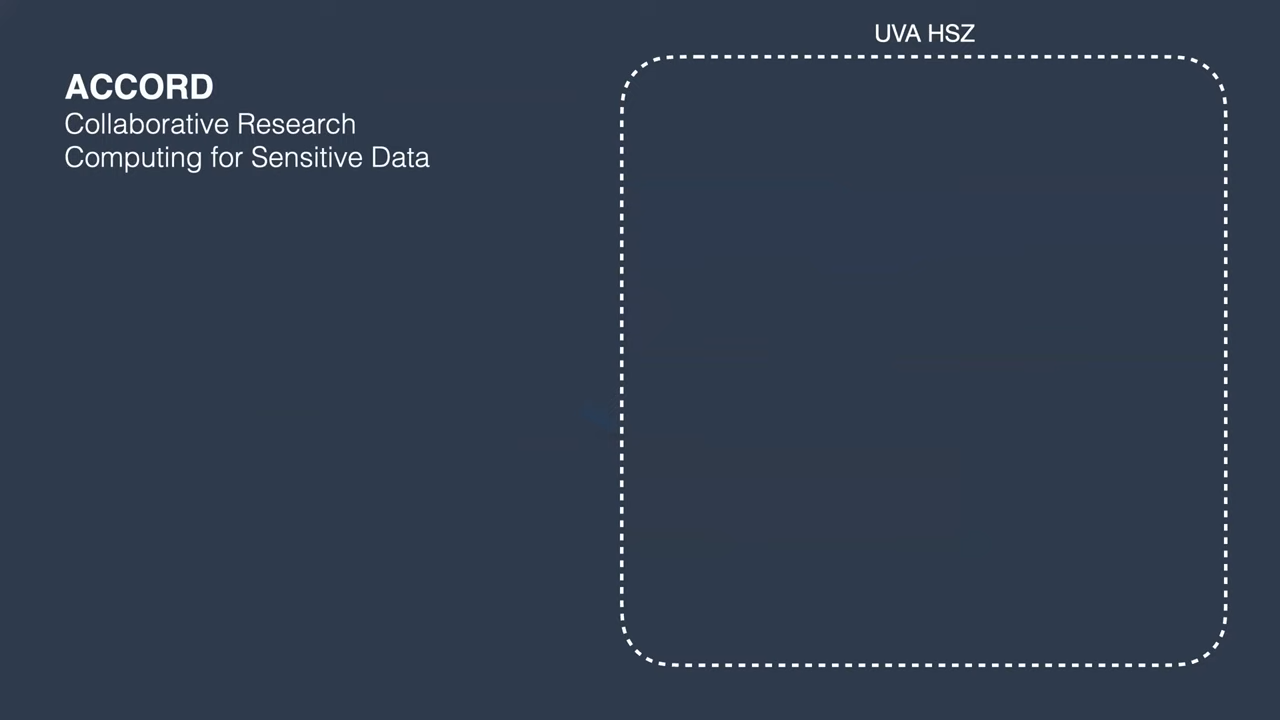 UVA HSZ
ACCORD
Collaborative Research
Computing for Sensitive Data